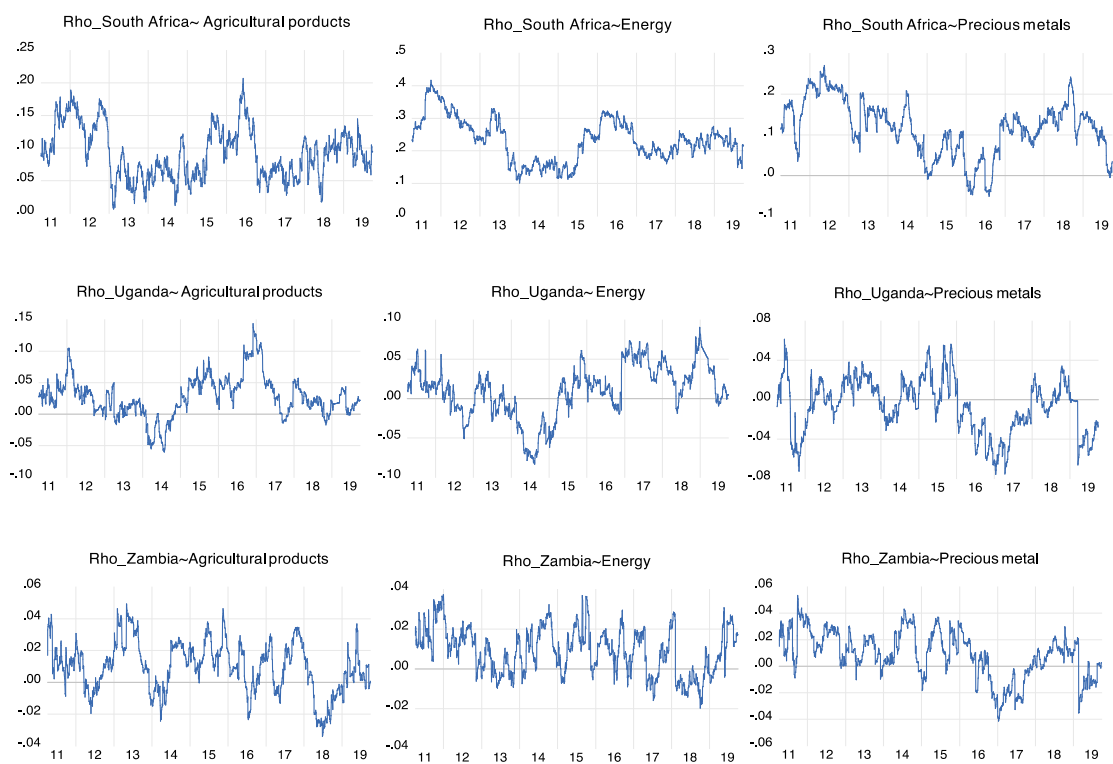 Rho_South Africa~ Agricultural porducts
.25
.20
.15
.10
.05
.00
11 12 13 14 15 16 17 18 19
Rho_South Africa~Energy
.5
.4
.3
.2
.1
.0
11 12 13 14 15 16 17 18 19
Rho_South Africa~Precious metals
.3
.2
.1
.0
-.1
11 12 13 14 15 16 17 18 19
Rho_Uganda~ Agricultural products
.15
.10
.05
.00
-.05
-.10
11 12 13 14 15 16 17 18 19
Rho_Uganda~ Energy
.10
.05
.00
-.05
-.10
11 12 13 14 15 16 17 18 19
Rho_Uganda~Precious metals
.08
.04
.00
-.04
-.08
11 12 13 14 15 16 17 18 19
Rho_Zambia~Agricultural products
.06
.04
.02
.00
-.02
-.04
11 12 13 14 15 16 17 18 19
Rho_Zambia~Energy
.04
.02
.00
-.02
-.04
11 12 13 14 15 16 17 18 19
Rho_Zambia~Precious metal
.06
.04
.02
.00
-.02
-.04
-.06
11 12 13 14 15 16 17 18 19